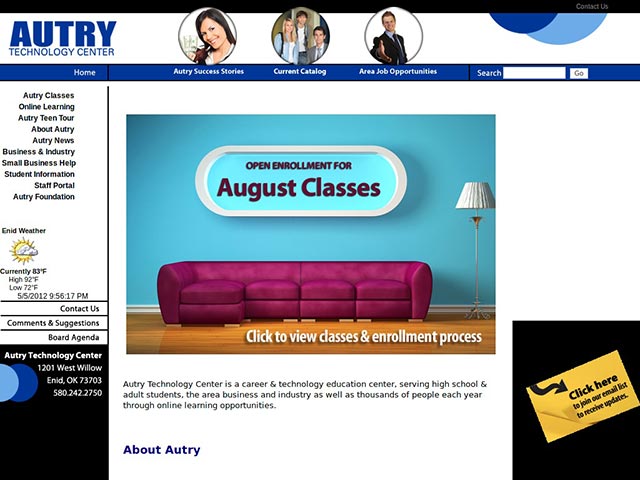 Contact Us
AUTRY
TECHNOLOGY CENTER
Home
Autry Success Stories
Current Catalog
Area Job Opportunities
Search
Go
Autry Classes
Online Learning
Autry Teen Tour
About Autry
Autry News
Business & Industry
Small Business Help
Student Information
Staff Portal
Autry Foundation
Enid Weather
Currently 83°F
High 92°F
Low 72°F
5/5/2012 9:56:17 PM
Contact Us
Comments & Suggestions
Board Agenda
Autry Technology Center
1201 West Willow
Enid, OK 73703
580.242.2750
OPEN ENROLLMENT FOR
August Classes
Click to view classes & enrollment process
Autry Technology Center is a career & technology education center, serving high school &
adult students, the area business and industry as well as thousands of people each year
through online learning opportunities.
About Autry
Click here
to join our email list
to receive updates.